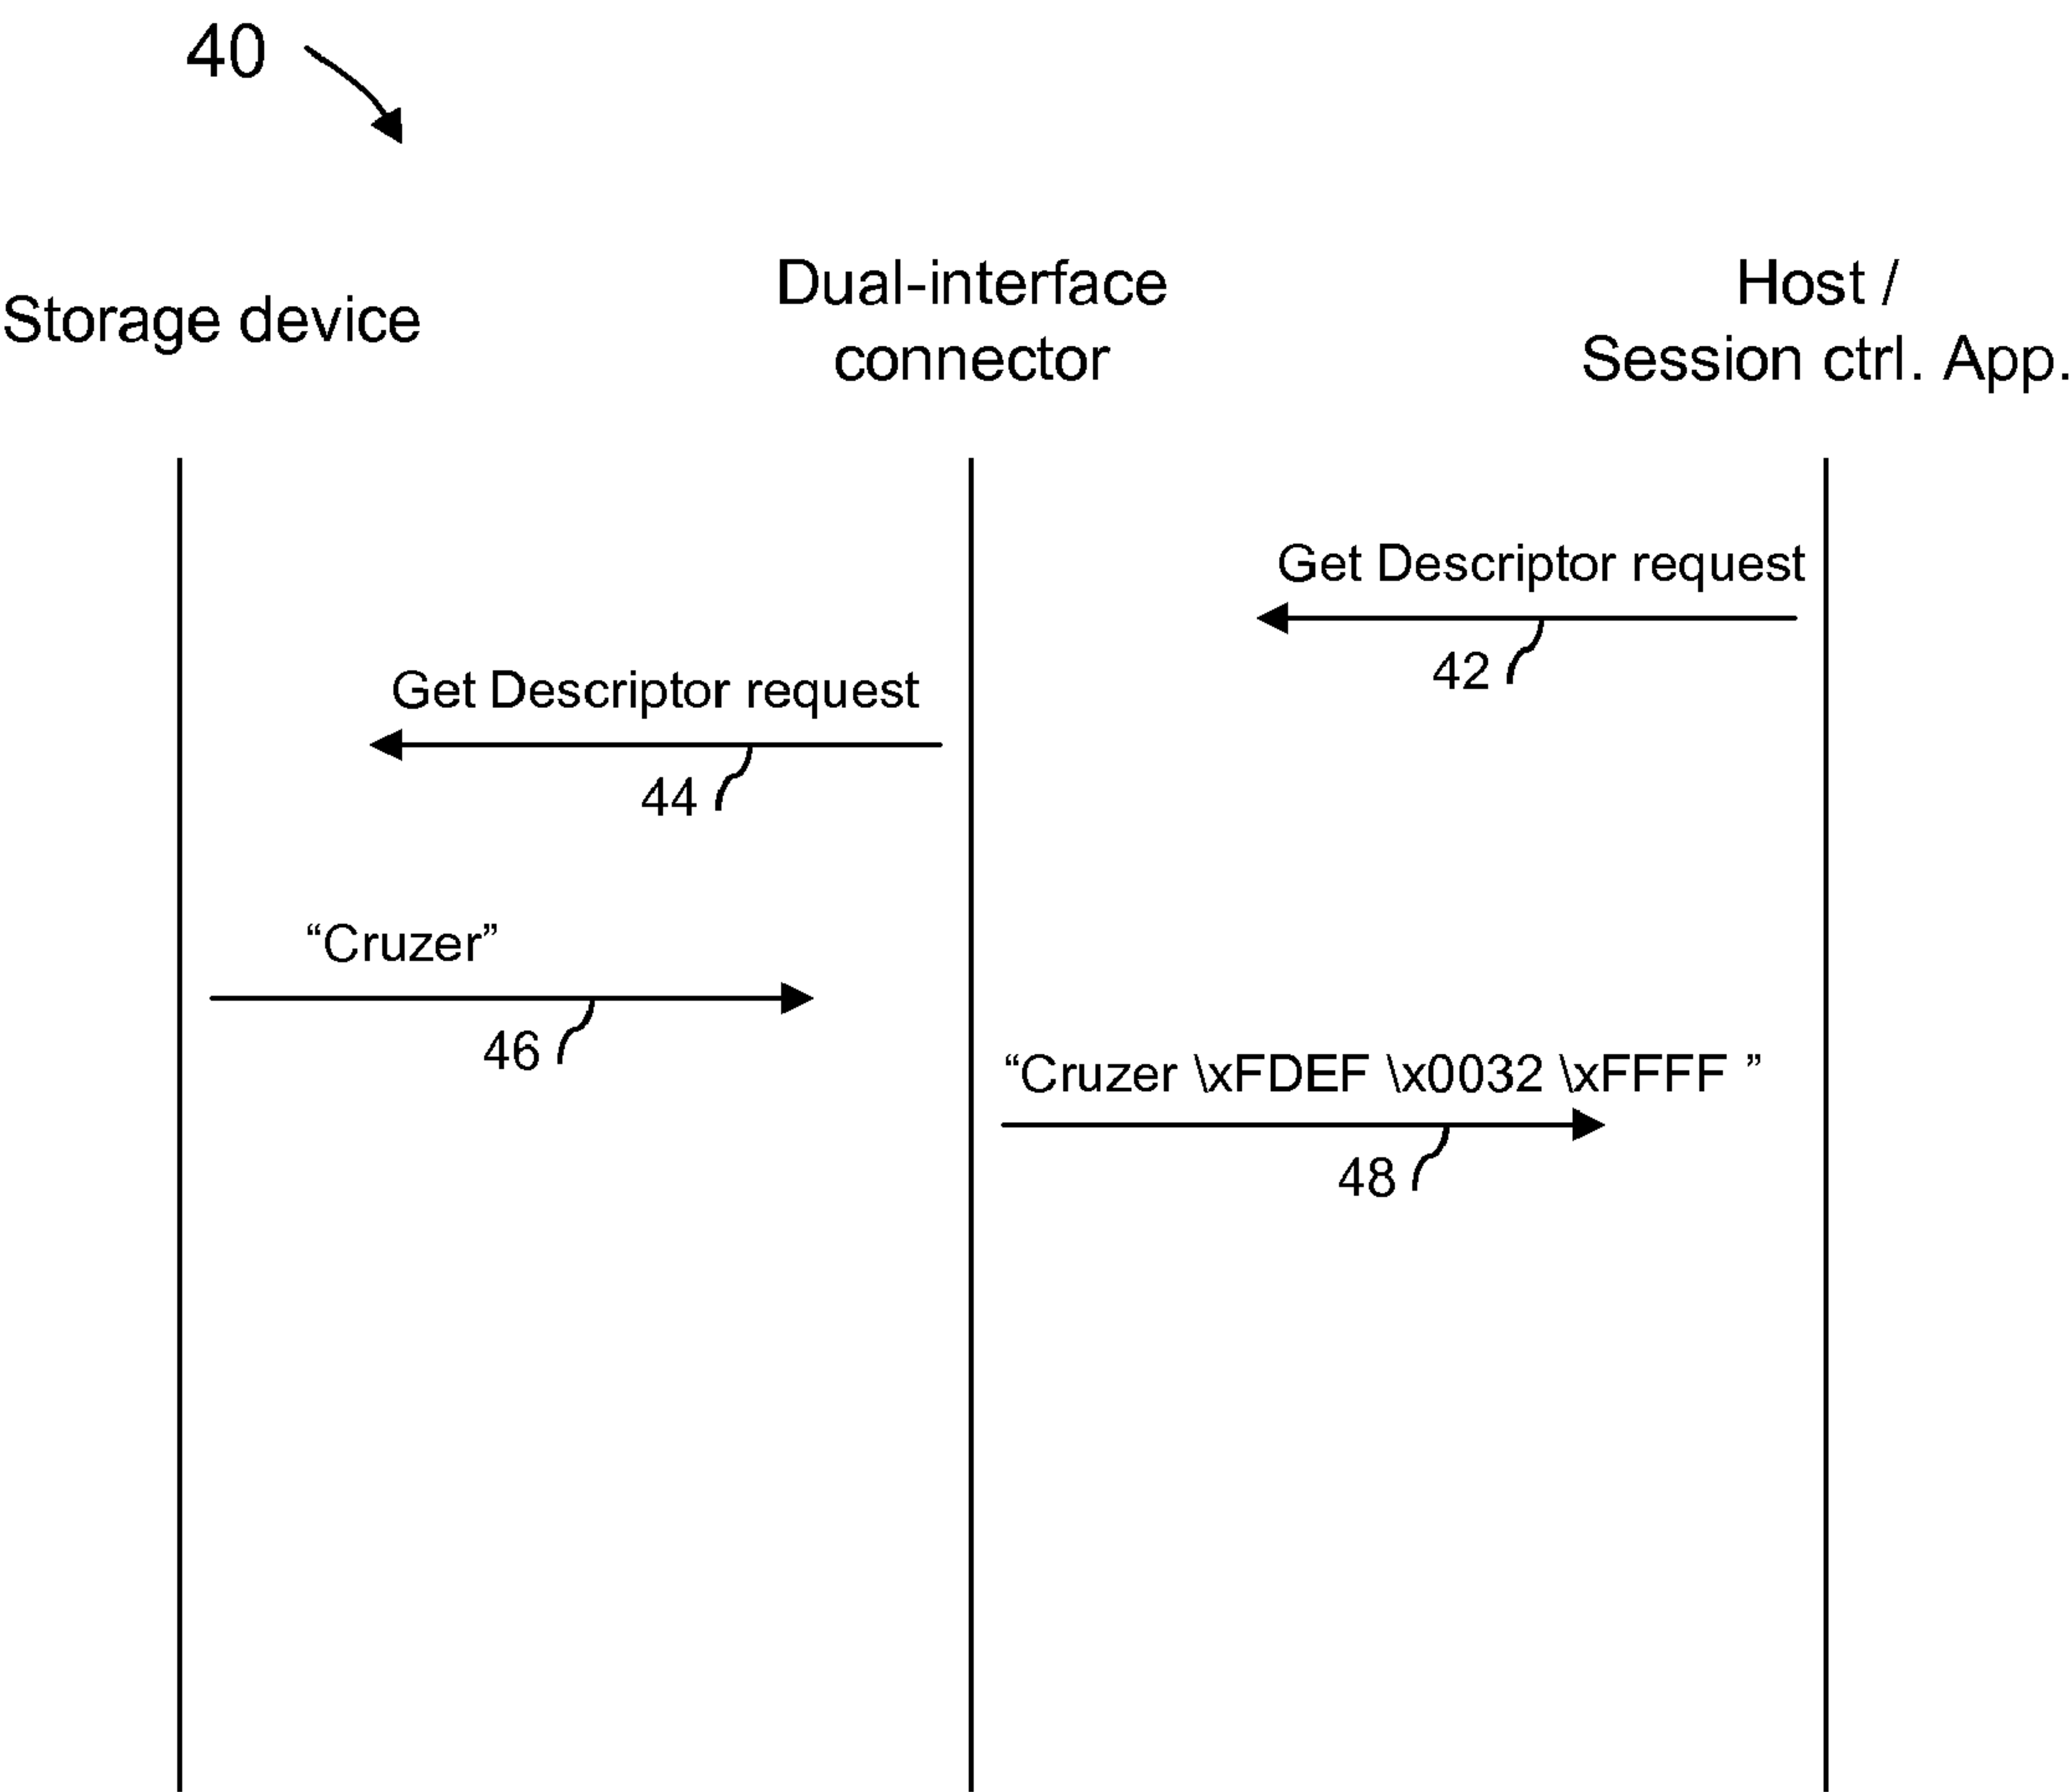 40
Storage device
Dual-interface
connector
Host /
Session ctrl. App.
Get Descriptor request
42
Get Descriptor request
44
“Cruzer”
46
“Cruzer \xFDEF \x0032 \xFFFF ”
48